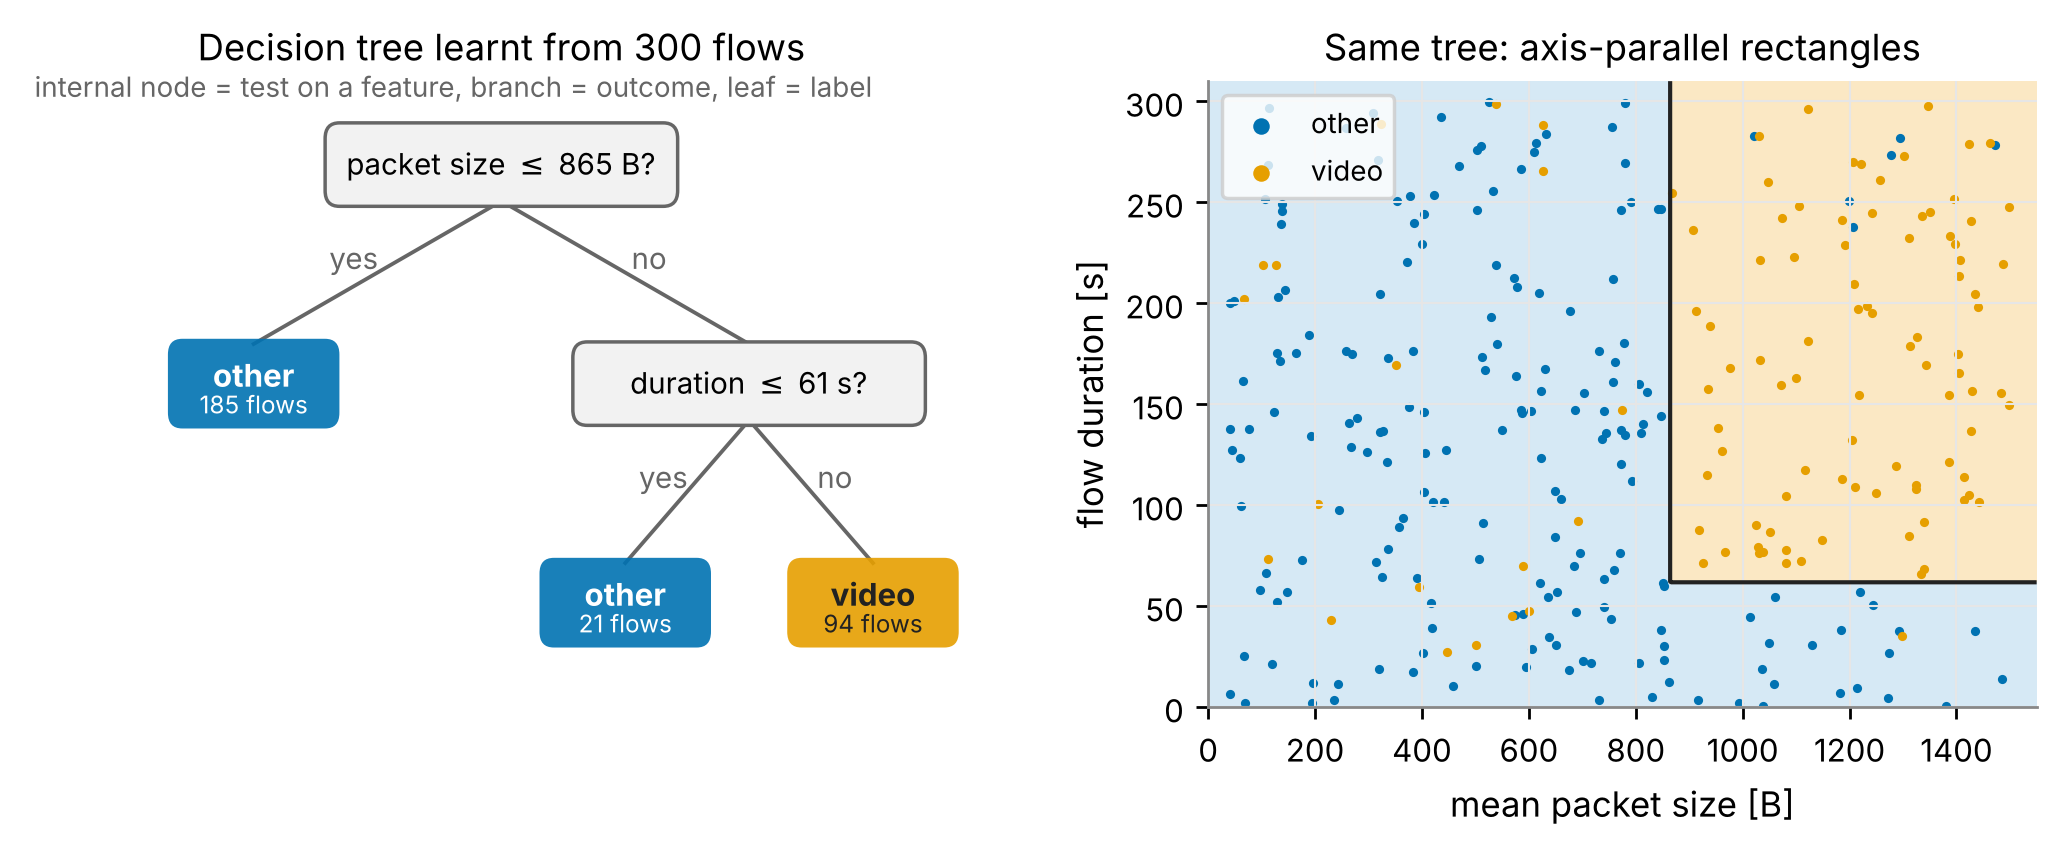 Decision tree learnt from 300 flows
internal node = test on a feature, branch = outcome, leaf = label
packet size ≤ 865 B?
yes
no
other
185 flows
duration ≤ 61 s?
yes
no
other
21 flows
video
94 flows
Same tree: axis-parallel rectangles
other
video
flow duration [s]
300
250
200
150
100
50
0
0 200 400 600 800 1000 1200 1400
mean packet size [B]